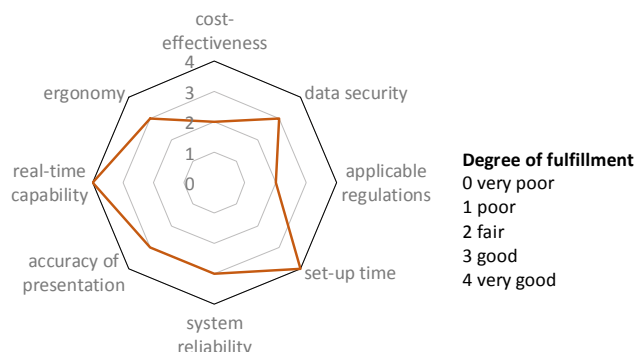 cost-
effectiveness
4
3
2
1
0
ergonomy
data security
real-time
capability
applicable
regulations
accuracy of
presentation
set-up time
system
reliability
Degree of fulfillment
0 very poor
1 poor
2 fair
3 good
4 very good